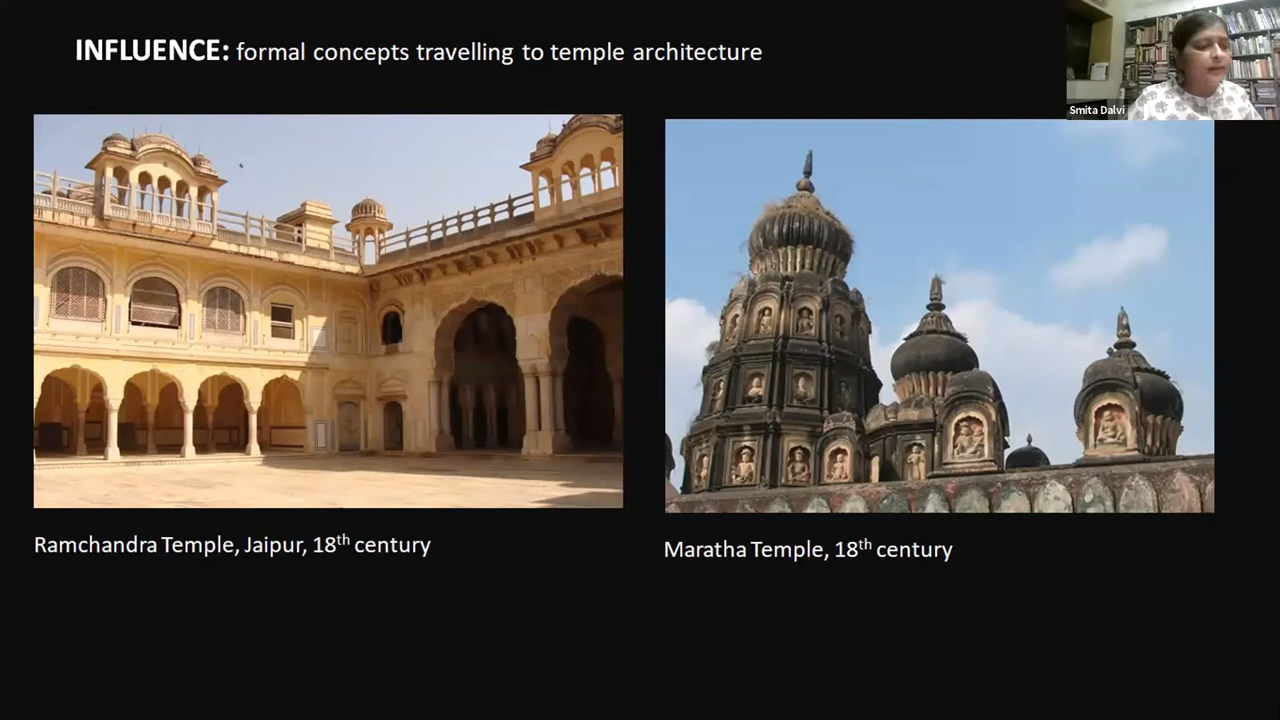 INFLUENCE: formal concepts travelling to temple architecture
Smita Dalvi
Ramchandra Temple, Jaipur, 18th century
Maratha Temple, 18th century